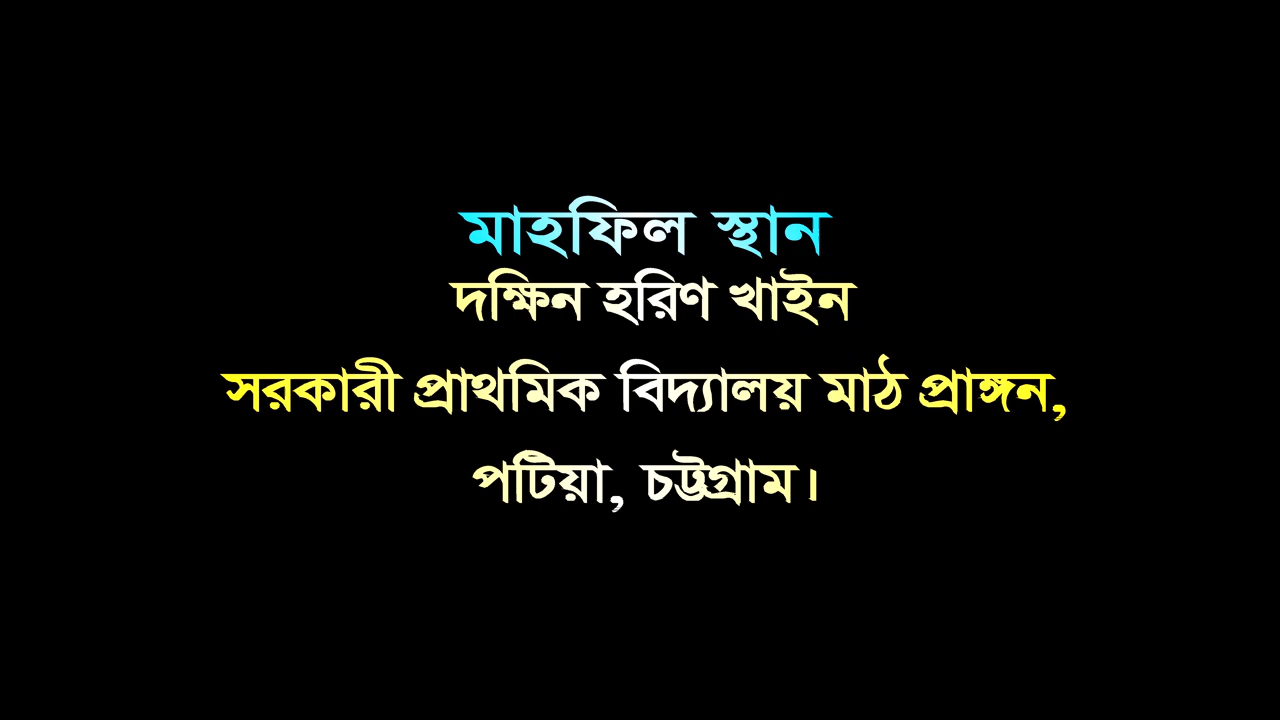 মাহফিল স্থান
দক্ষিন হরিণ খাইন
সরকারী প্রাথমিক বিদ্যালয় মাঠ প্রাঙ্গন,
পটিয়া, চট্টগ্রাম।